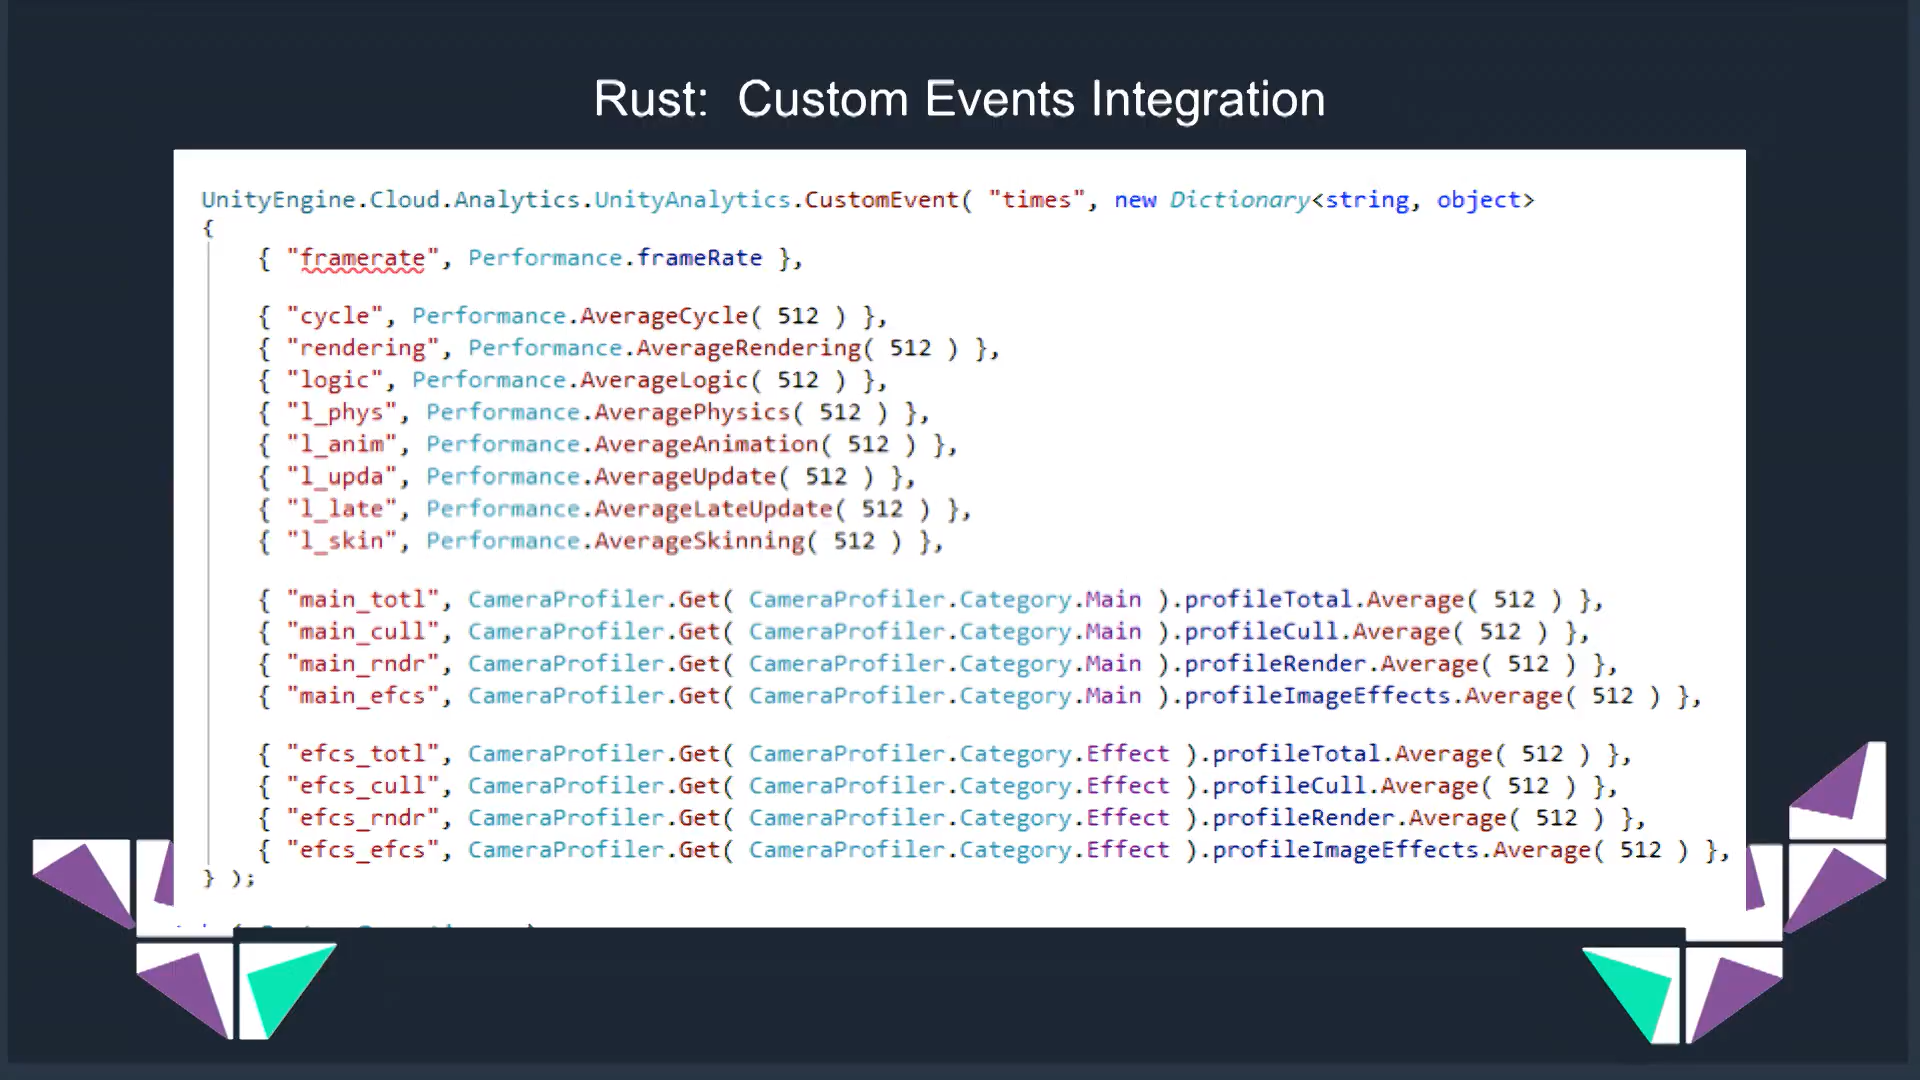 Rust:  Custom Events Integration
UnityEngine.Cloud.Analytics.UnityAnalytics.CustomEvent( "times", new Dictionary<string, object>
{
{ "framerate", Performance.frameRate },
{ "cycle", Performance.AverageCycle( 512 ) },
{ "rendering", Performance.AverageRendering( 512 ) },
{ "logic", Performance.AverageLogic( 512 ) },
{ "l_phys", Performance.AveragePhysics( 512 ) },
{ "l_anim", Performance.AverageAnimation( 512 ) },
{ "l_upda", Performance.AverageUpdate( 512 ) },
{ "l_late", Performance.AverageLateUpdate( 512 ) },
{ "l_skin", Performance.AverageSkinning( 512 ) },
{ "main_totl", CameraProfiler.Get( CameraProfiler.Category.Main ).profileTotal.Average( 512 ) },
{ "main_cull", CameraProfiler.Get( CameraProfiler.Category.Main ).profileCull.Average( 512 ) },
{ "main_rndr", CameraProfiler.Get( CameraProfiler.Category.Main ).profileRender.Average( 512 ) },
{ "main_efcs", CameraProfiler.Get( CameraProfiler.Category.Main ).profileImageEffects.Average( 512 ) },
{ "efcs_totl", CameraProfiler.Get( CameraProfiler.Category.Effect ).profileTotal.Average( 512 ) },
{ "efcs_cull", CameraProfiler.Get( CameraProfiler.Category.Effect ).profileCull.Average( 512 ) },
{ "efcs_rndr", CameraProfiler.Get( CameraProfiler.Category.Effect ).profileRender.Average( 512 ) },
{ "efcs_efcs", CameraProfiler.Get( CameraProfiler.Category.Effect ).profileImageEffects.Average( 512 ) },
} );